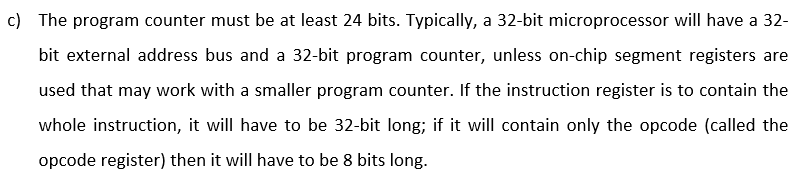 c) The program counter must be at least 24 bits. Typically, a 32-bit microprocessor will have a 32-
bit external address bus and a 32-bit program counter, unless on-chip segment registers are
used that may work with a smaller program counter. If the instruction register is to contain the
whole instruction, it will have to be 32-bit long; if it will contain only the opcode (called the
opcode register) then it will have to be 8 bits long.